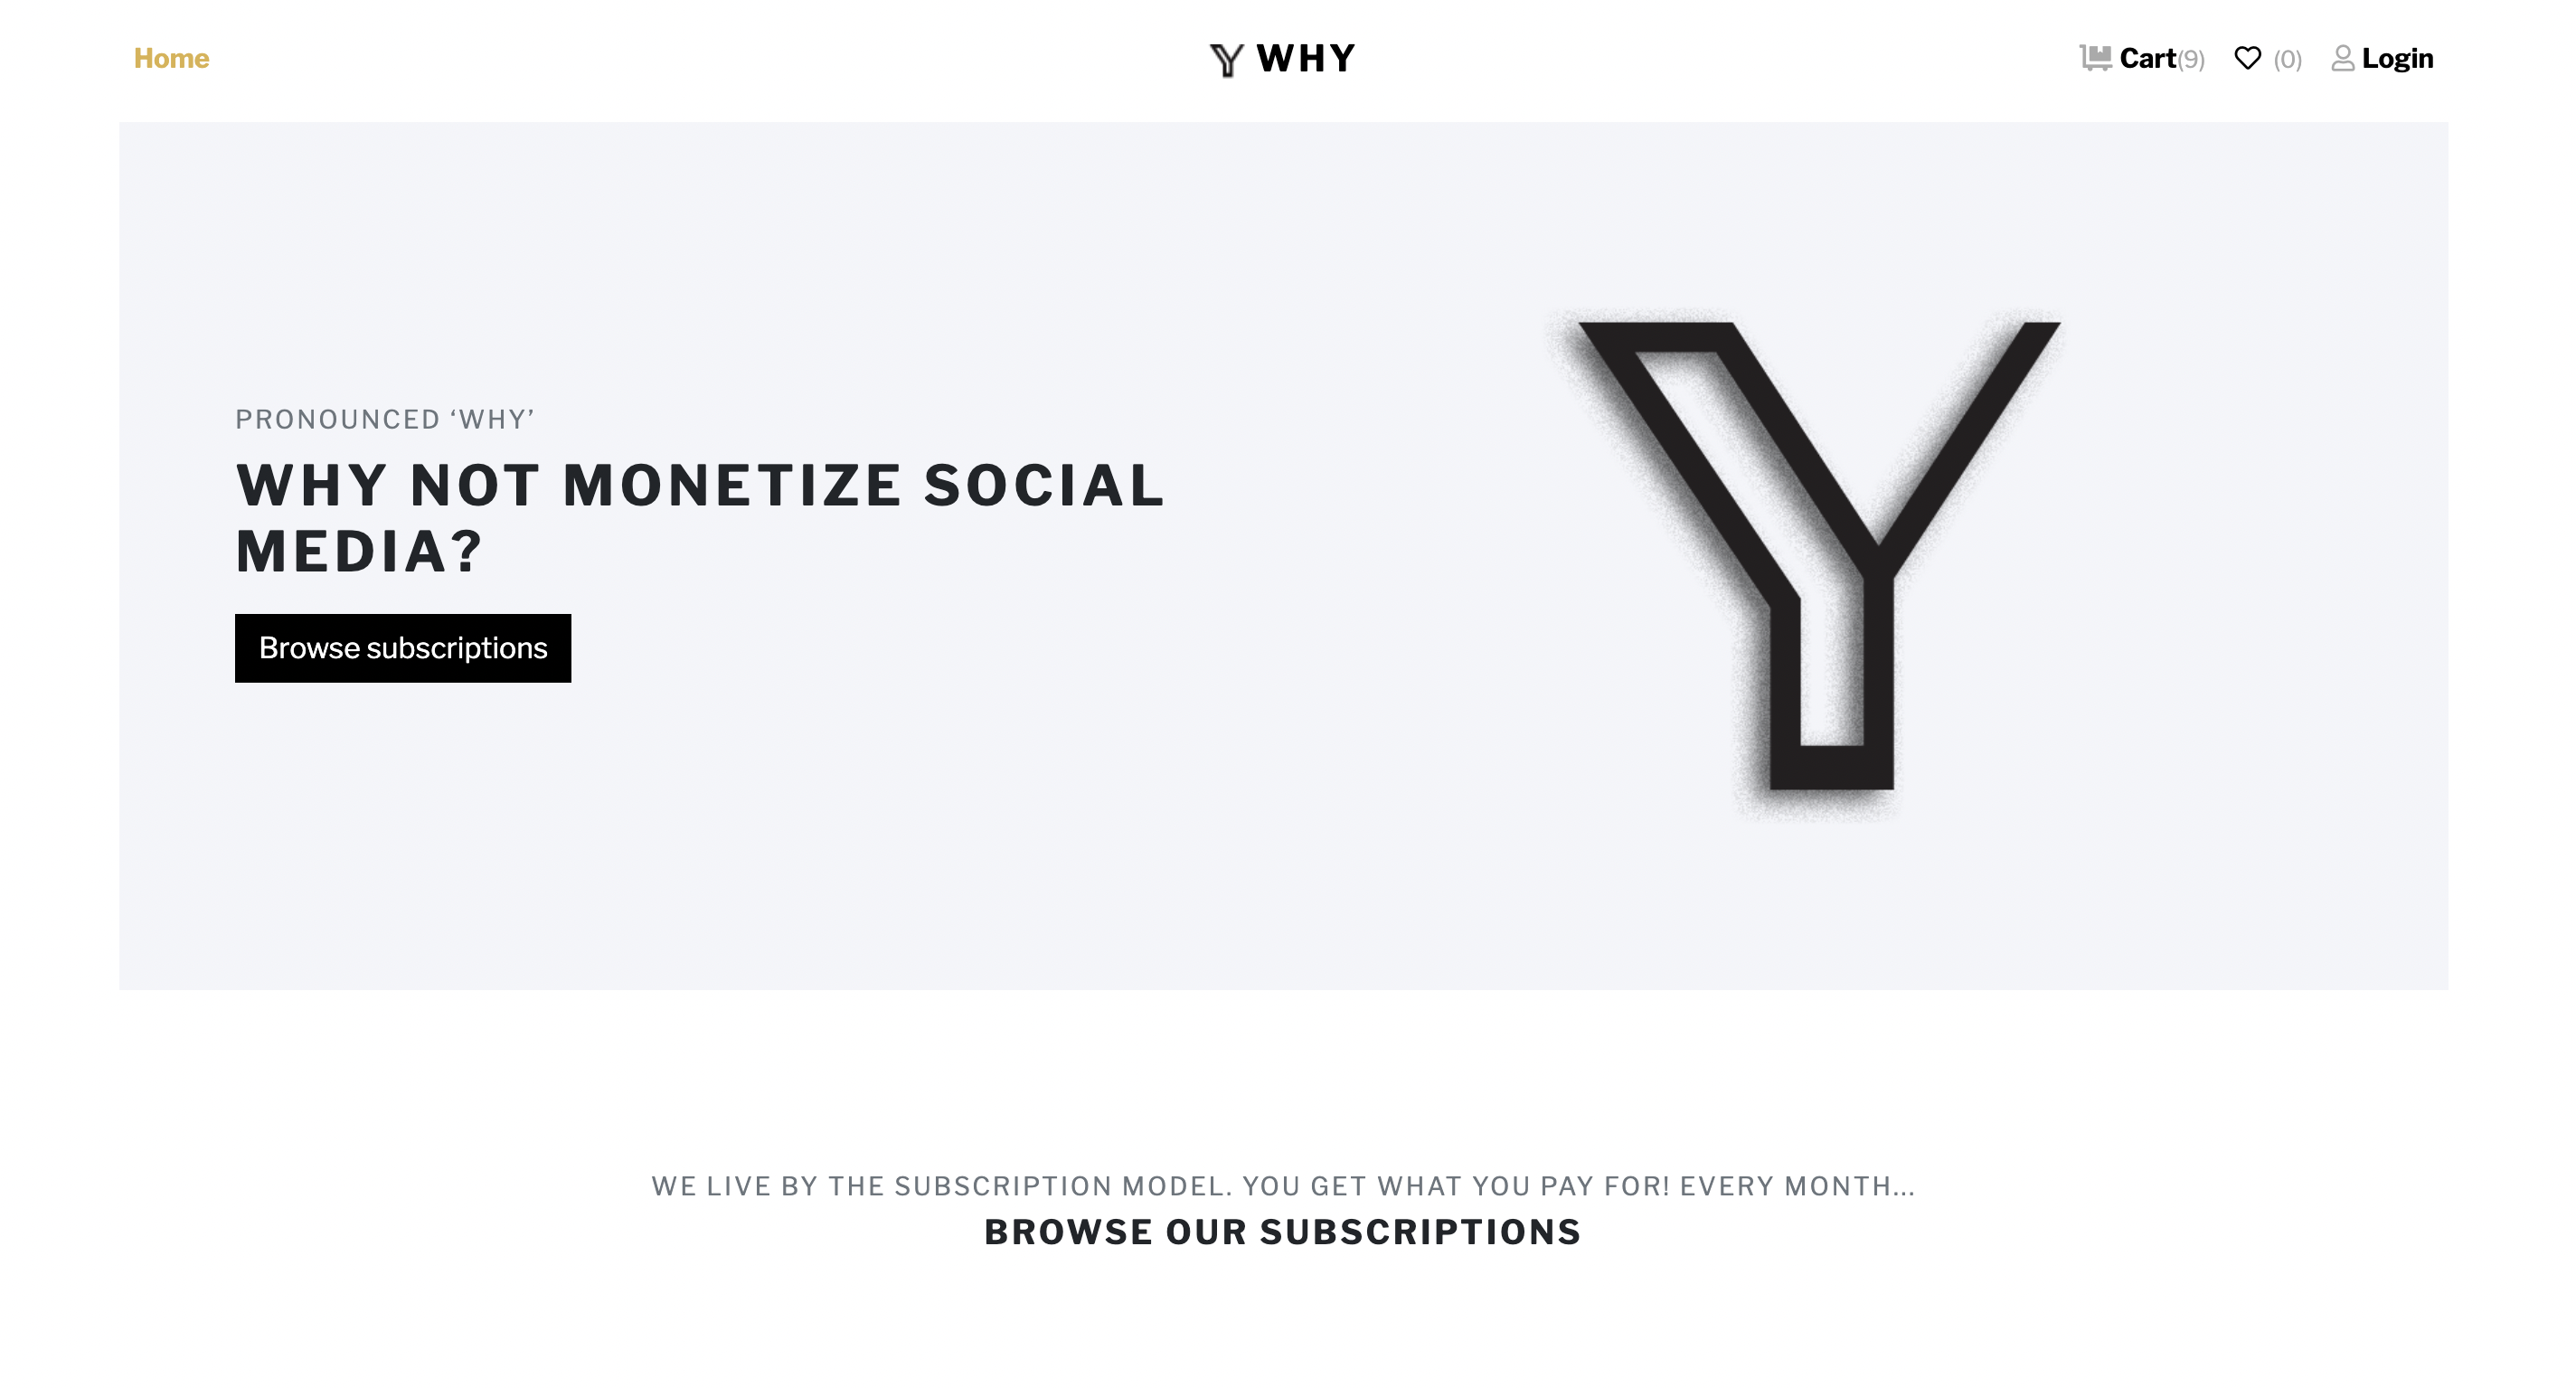 Home
Y WHY
Cart(9) (0) Login
PRONOUNCED ‘WHY’
WHY NOT MONETIZE SOCIAL
MEDIA?
Browse subscriptions
Y
WE LIVE BY THE SUBSCRIPTION MODEL. YOU GET WHAT YOU PAY FOR! EVERY MONTH...
BROWSE OUR SUBSCRIPTIONS